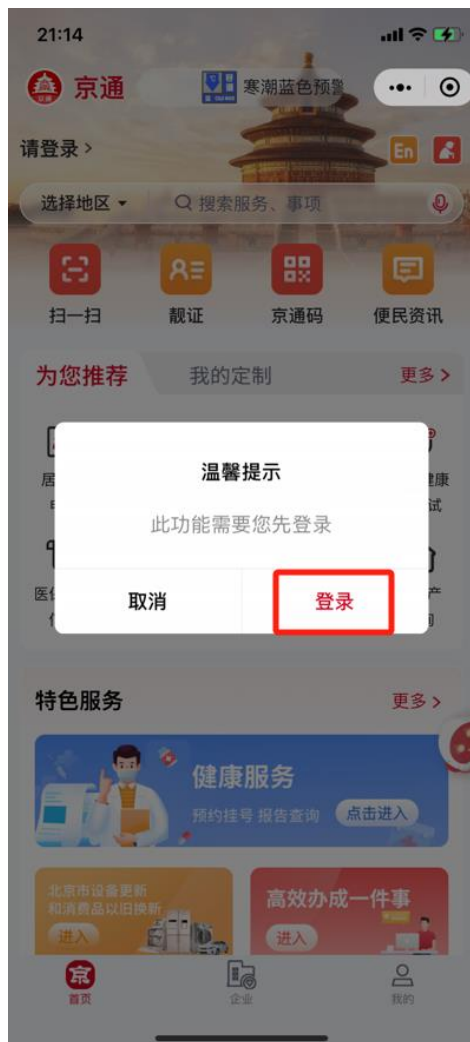 21:14
京通
寒潮蓝色预警
请登录 >
En
选择地区
搜索服务、事项
扫一扫
靓证
京通码
便民资讯
为您推荐
我的定制
更多 >
温馨提示
此功能需要您先登录
取消
登录
特色服务
更多 >
健康服务
预约挂号 报告查询
点击进入
北京市设备更新
和消费品以旧换新
进入
高效办成一件事
进入
京
首页
企业
我的